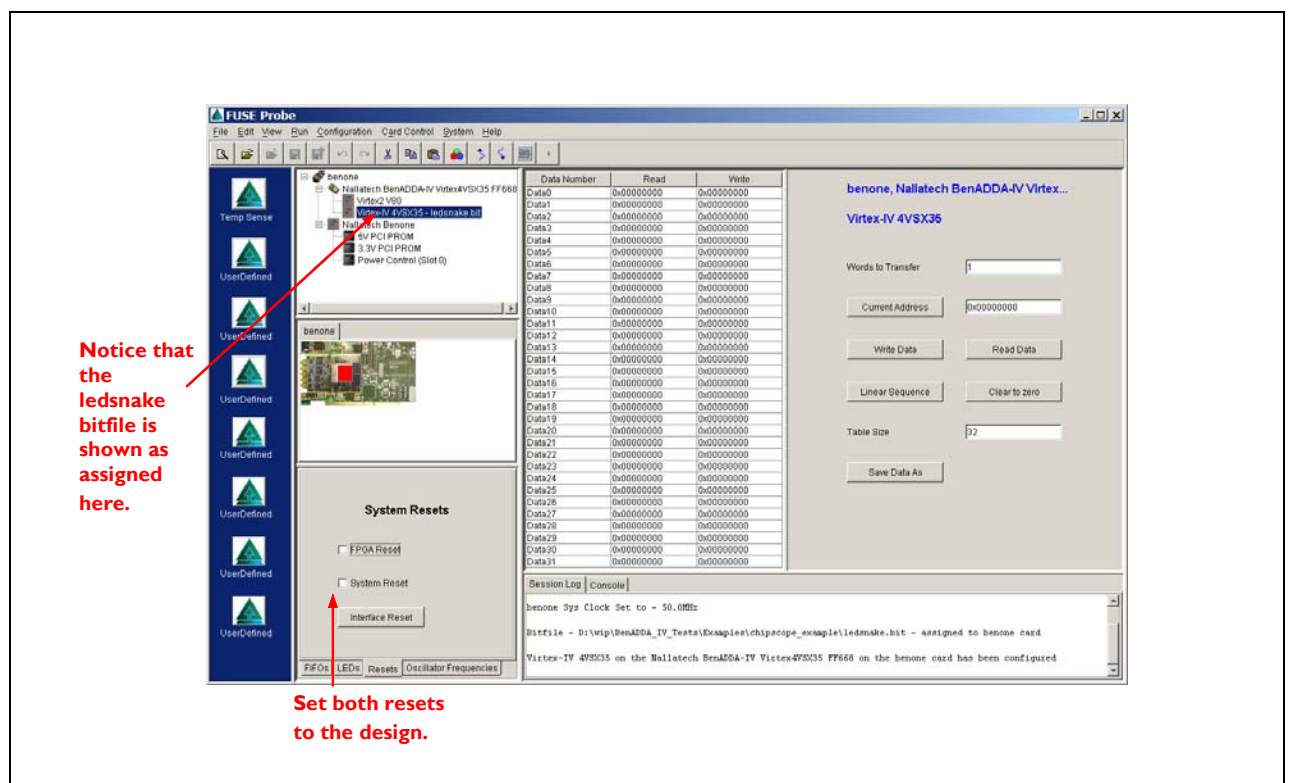 FUSE Probe
File Edit View Run Configuration Card Control System Help
Temp Sense
UserDefined
UserDefined
UserDefined
UserDefined
UserDefined
UserDefined
UserDefined
benone
Nallatech BenADDA-IV Virtex4VSX35 FF668
Virtex2 V80
Virtex-IV 4VSX35 - ledsnake.bit
Nallatech Benone
5V PCI PROM
3.3V PCI PROM
Power Control (Slot 0)
benone
System Resets
FPGA Reset
System Reset
Interface Reset
FIFOs LEDs Resets Oscillator Frequencies
Data Number Read Write
Data0 0x00000000 0x00000000
Data1 0x00000000 0x00000000
Data2 0x00000000 0x00000000
Data3 0x00000000 0x00000000
Data4 0x00000000 0x00000000
Data5 0x00000000 0x00000000
Data6 0x00000000 0x00000000
Data7 0x00000000 0x00000000
Data8 0x00000000 0x00000000
Data9 0x00000000 0x00000000
Data10 0x00000000 0x00000000
Data11 0x00000000 0x00000000
Data12 0x00000000 0x00000000
Data13 0x00000000 0x00000000
Data14 0x00000000 0x00000000
Data15 0x00000000 0x00000000
Data16 0x00000000 0x00000000
Data17 0x00000000 0x00000000
Data18 0x00000000 0x00000000
Data19 0x00000000 0x00000000
Data20 0x00000000 0x00000000
Data21 0x00000000 0x00000000
Data22 0x00000000 0x00000000
Data23 0x00000000 0x00000000
Data24 0x00000000 0x00000000
Data25 0x00000000 0x00000000
Data26 0x00000000 0x00000000
Data27 0x00000000 0x00000000
Data28 0x00000000 0x00000000
Data29 0x00000000 0x00000000
Data30 0x00000000 0x00000000
Data31 0x00000000 0x00000000
benone, Nallatech BenADDA-IV Virtex...
Virtex-IV 4VSX35
Words to Transfer 1
Current Address 0x00000000
Write Data Read Data
Linear Sequence Clear to zero
Table Size 32
Save Data As
Session Log Console
benone Sys Clock Set to - 50.0MHz
Bitfile - D:\wip\BenADDA_IV_Tests\Examples\chipscope_example\ledsnake.bit - assigned to benone card
Virtex-IV 4VSX35 on the Nallatech BenADDA-IV Virtex4VSX35 FF668 on the benone card has been configured
Notice that
the
ledsnake
bitfile is
shown as
assigned
here.
Set both resets
to the design.